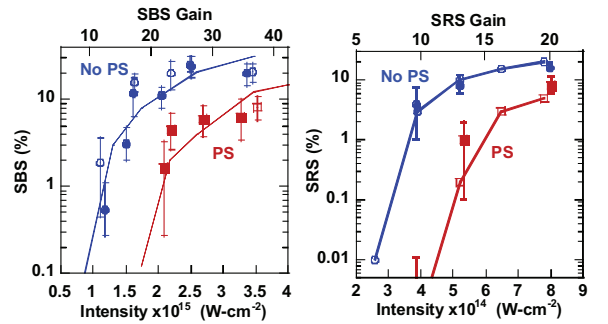 SBS Gain
10 20 30 40
100
10
1
0.1
SBS (%)
No PS
PS
0.5 1 1.5 2 2.5 3 3.5 4
Intensity x10¹⁵ (W-cm⁻²)
SRS Gain
5 10 15 20
10
1
0.1
0.01
SRS (%)
No PS
PS
2 3 4 5 6 7 8
Intensity x10¹⁴ (W-cm⁻²)